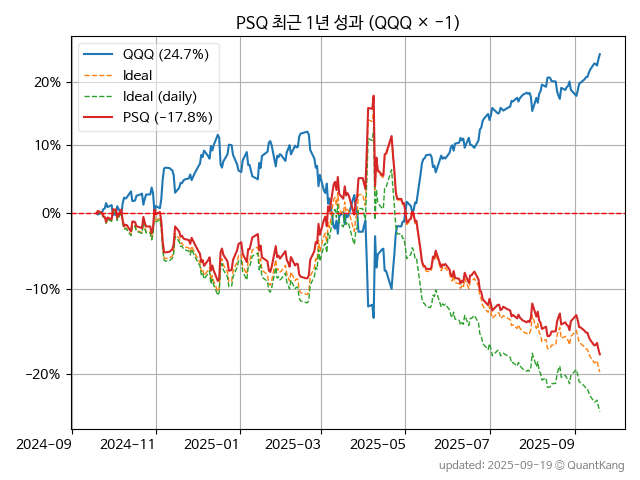 PSQ 최근 1년 성과 (QQQ × −1)
QQQ (24.7%)
Ideal
Ideal (daily)
PSQ (−17.8%)
20%
10%
0%
−10%
−20%
2024-09
2024-11
2025-01
2025-03
2025-05
2025-07
2025-09
updated: 2025-09-19 © QuantKang